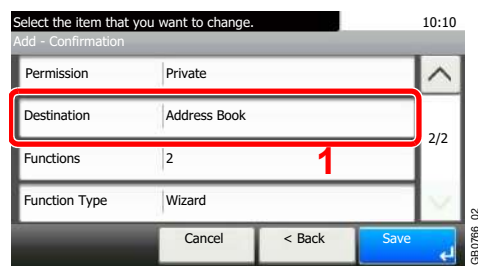 Select the item that you want to change. 10:10
Add - Confirmation
Permission Private
Destination Address Book
2/2
Functions 2 1
Function Type Wizard
Cancel < Back Save
GB0766_02